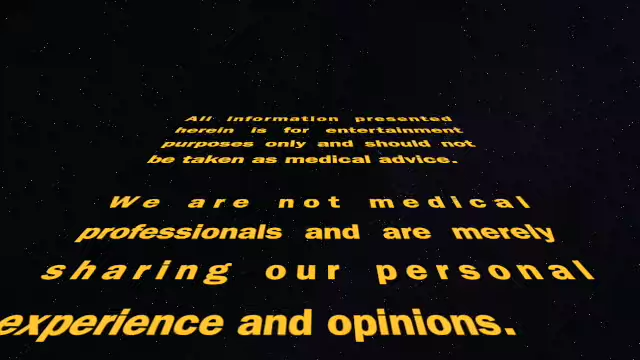 All information presented
herein is for entertainment
purposes only and should not
be taken as medical advice.
We are not medical
professionals and are merely
sharing our personal
experience and opinions.